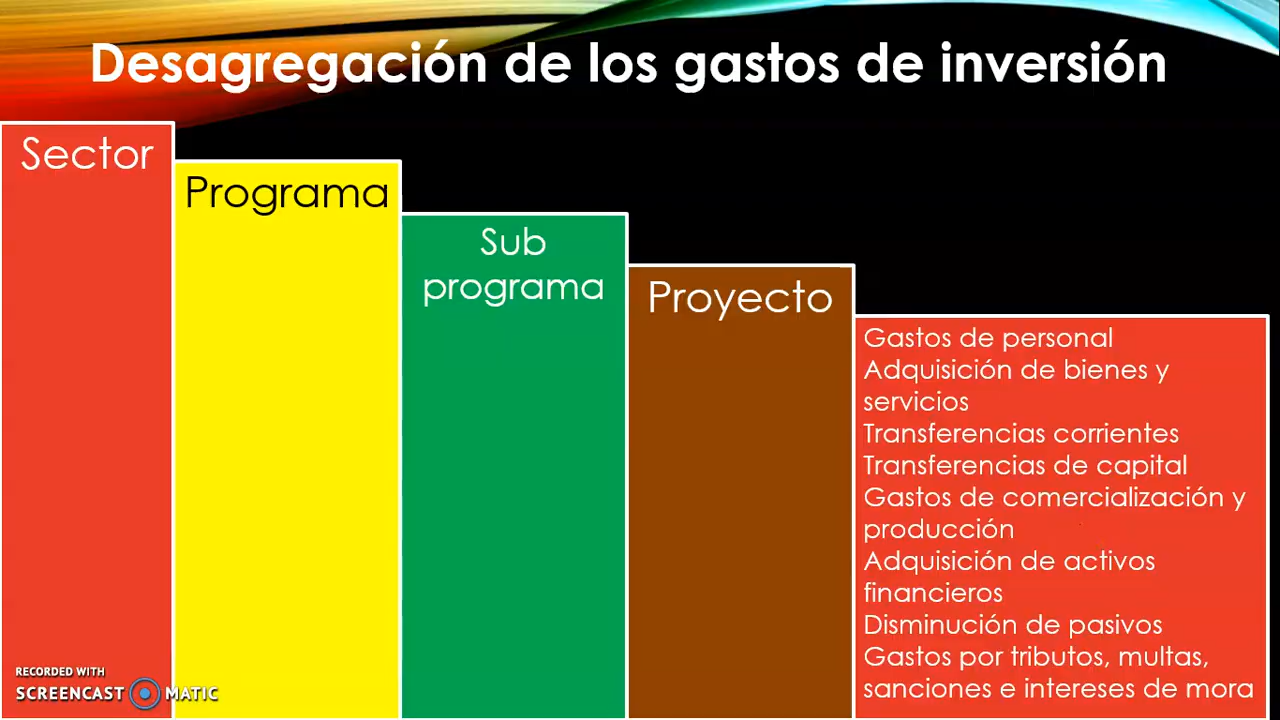 Desagregación de los gastos de inversión
Sector
Programa
Sub
programa
Proyecto
Gastos de personal
Adquisición de bienes y
servicios
Transferencias corrientes
Transferencias de capital
Gastos de comercialización y
producción
Adquisición de activos
financieros
Disminución de pasivos
Gastos por tributos, multas,
sanciones e intereses de mora
RECORDED WITH
SCREENCAST MATIC